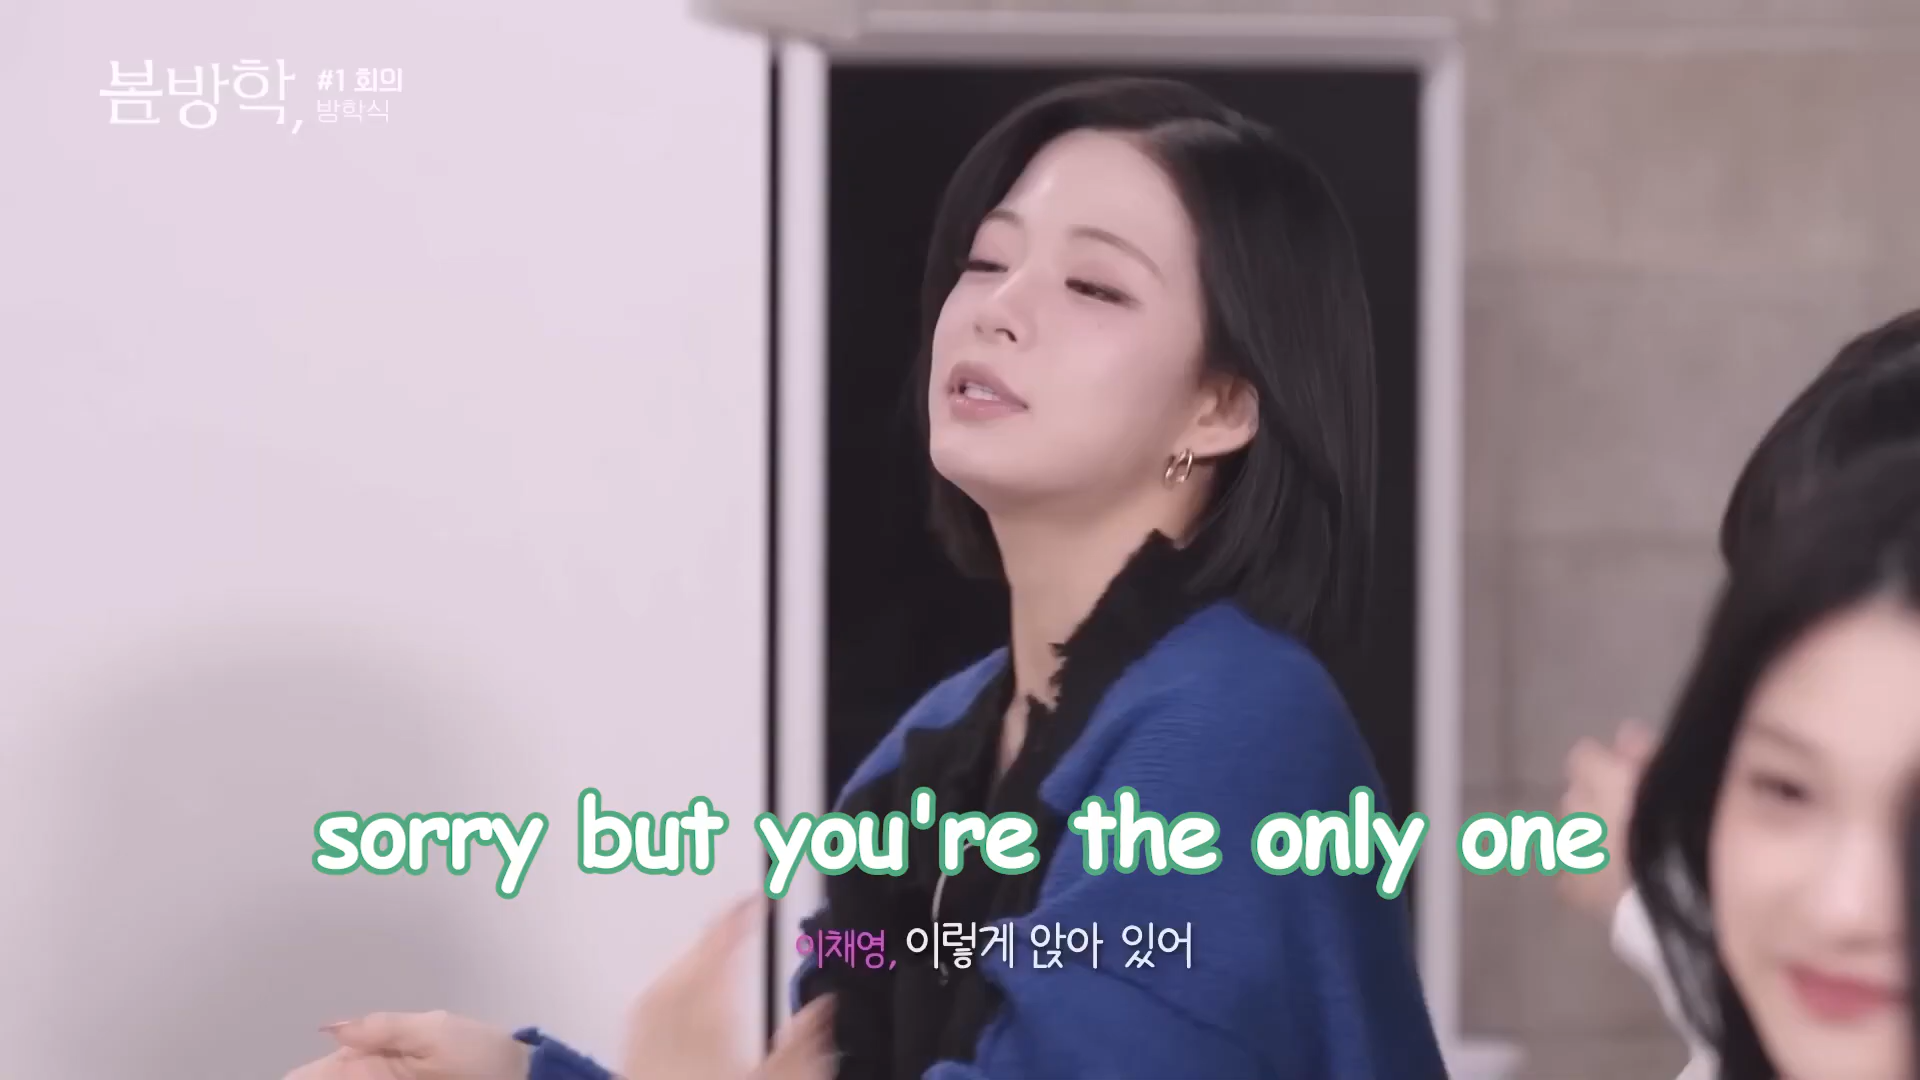 봄방학,
#1 회의
방학식
sorry but you're the only one
이채영, 이렇게 앉아 있어